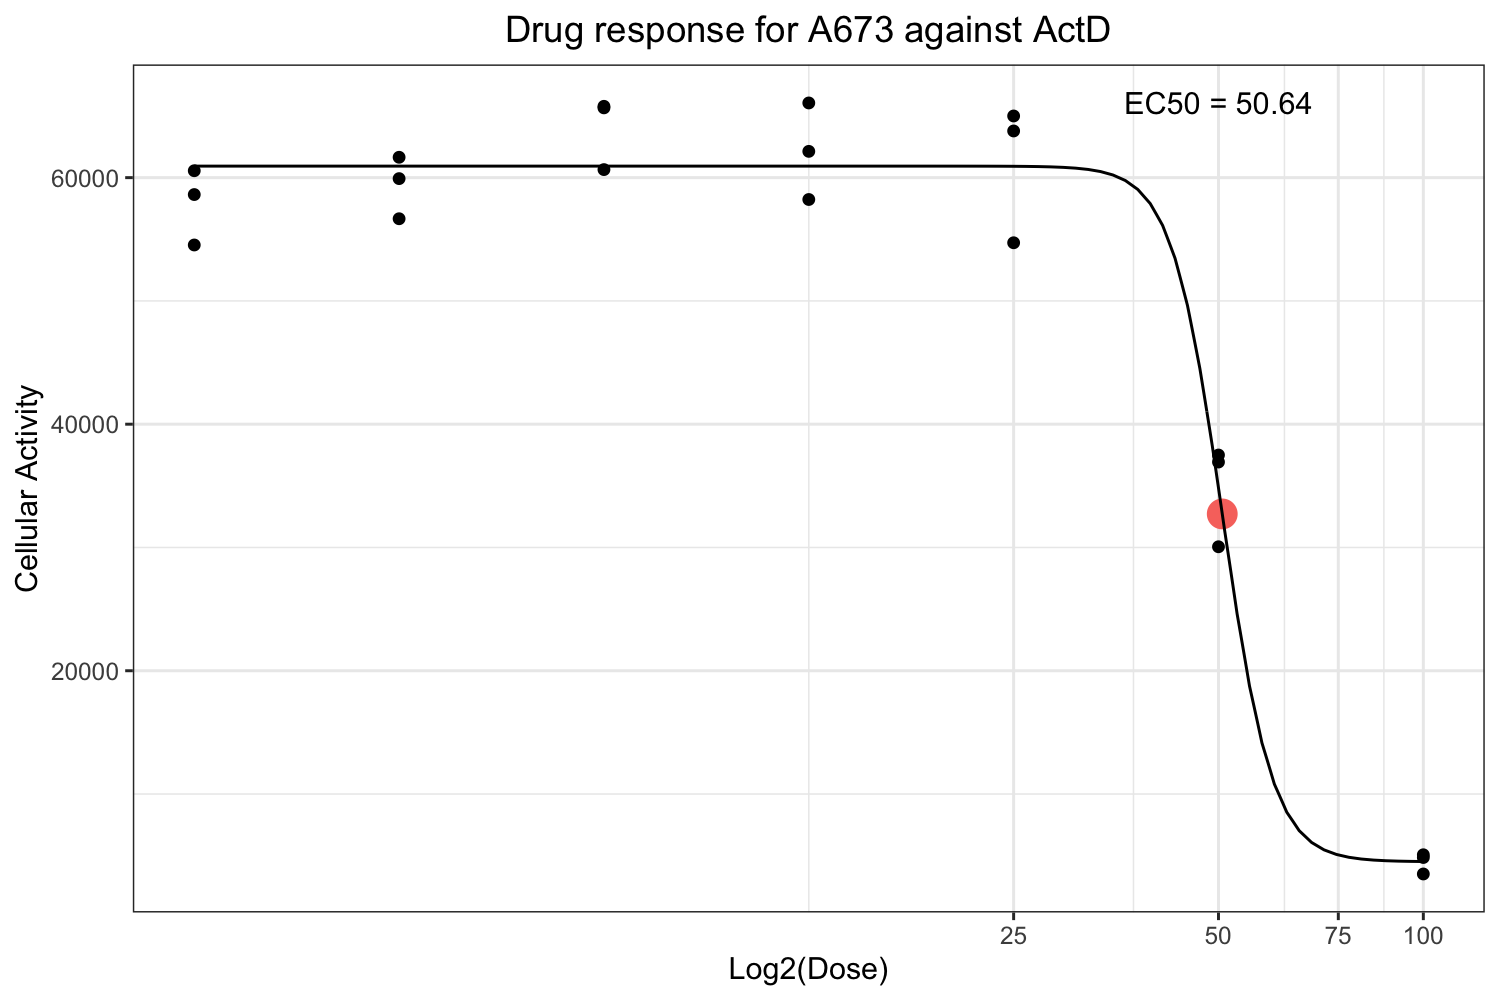 Drug response for A673 against ActD
EC50 = 50.64
60000
40000
20000
Cellular Activity
25 50 75 100
Log2(Dose)